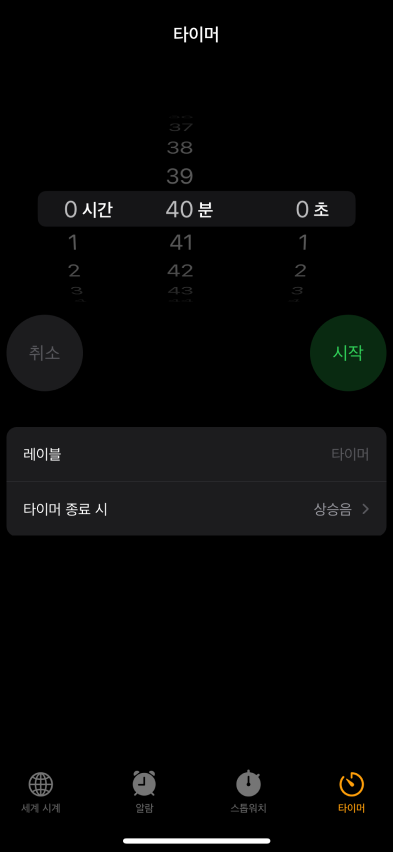 타이머
37
38
39
0 시간 40 분 0 초
1 41 1
2 42 2
3 43 3
취소 시작
레이블 타이머
타이머 종료 시 상승음
세계 시계 알람 스톱워치 타이머